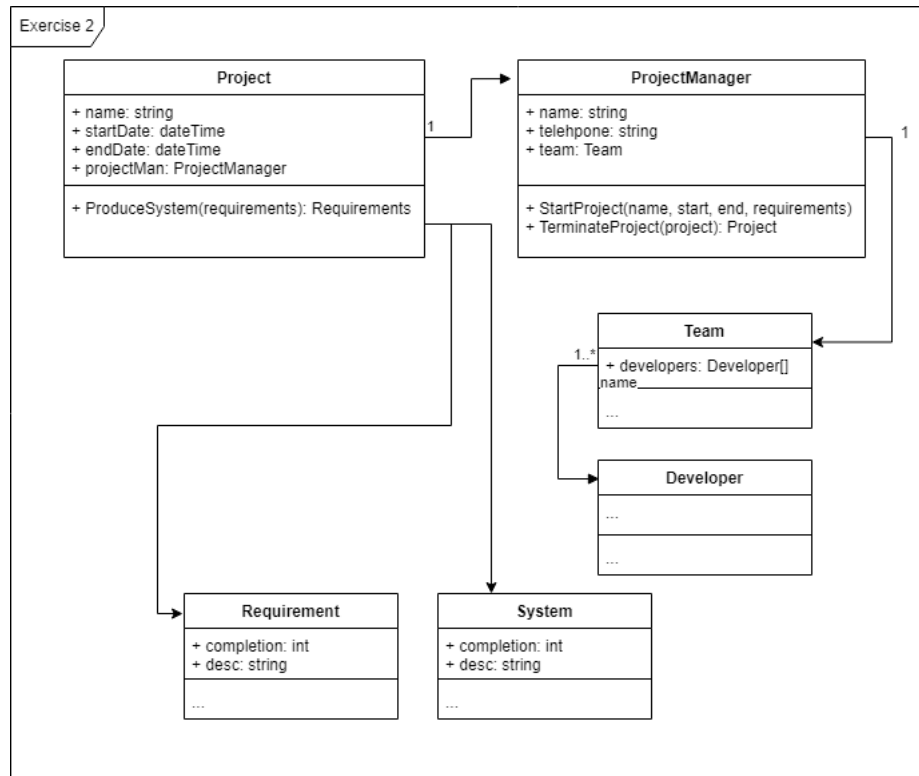 Exercise 2
Project
+ name: string
+ startDate: dateTime
+ endDate: dateTime
+ projectMan: ProjectManager
+ ProduceSystem(requirements): Requirements
1
ProjectManager
+ name: string
+ telehpone: string
+ team: Team
+ StartProject(name, start, end, requirements)
+ TerminateProject(project): Project
1
Team
1..*
+ developers: Developer[]
name
...
Developer
...
...
Requirement
+ completion: int
+ desc: string
...
System
+ completion: int
+ desc: string
...